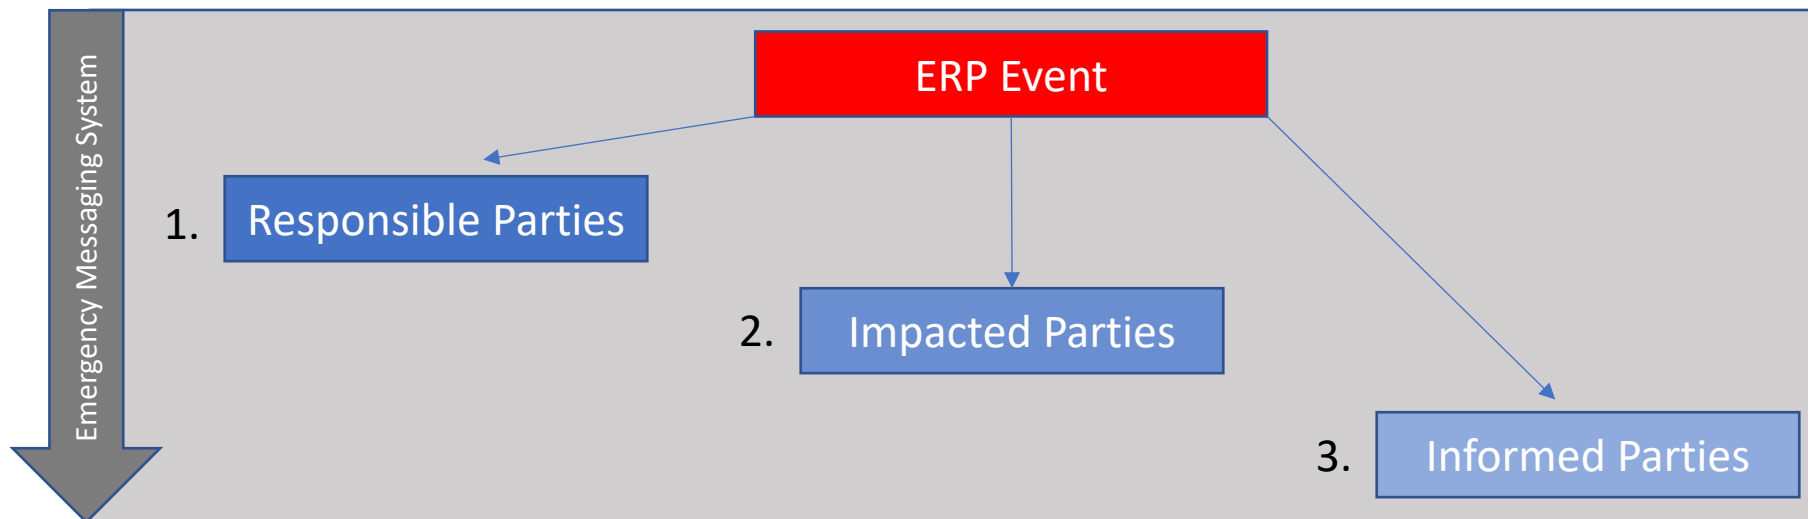 Emergency Messaging System
ERP Event
1. Responsible Parties
2. Impacted Parties
3. Informed Parties